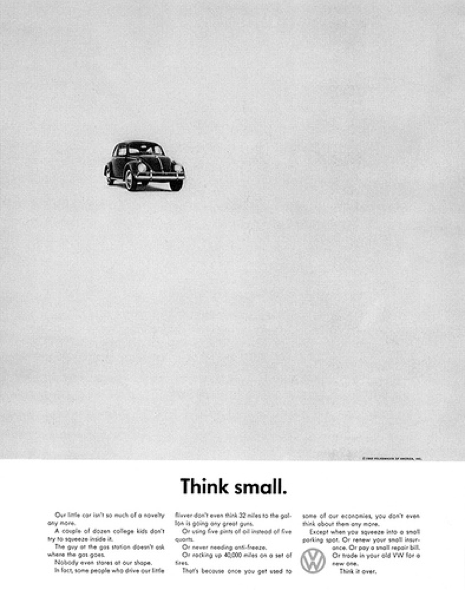 © 1960 VOLKSWAGEN OF AMERICA, INC.
Think small.
Our little car isn't so much of a novelty
any more.
A couple of dozen college kids don't
try to squeeze inside it.
The guy at the gas station doesn't ask
where the gas goes.
Nobody even stares at our shape.
In fact, some people who drive our little
flivver don't even think 32 miles to the gal-
lon is going any great guns.
Or using five pints of oil instead of five
quarts.
Or never needing anti-freeze.
Or racking up 40,000 miles on a set of
tires.
That's because once you get used to
some of our economies, you don't even
think about them any more.
Except when you squeeze into a small
parking spot. Or renew your small insur-
ance. Or pay a small repair bill.
Or trade in your old VW for a
new one.
Think it over.
VW